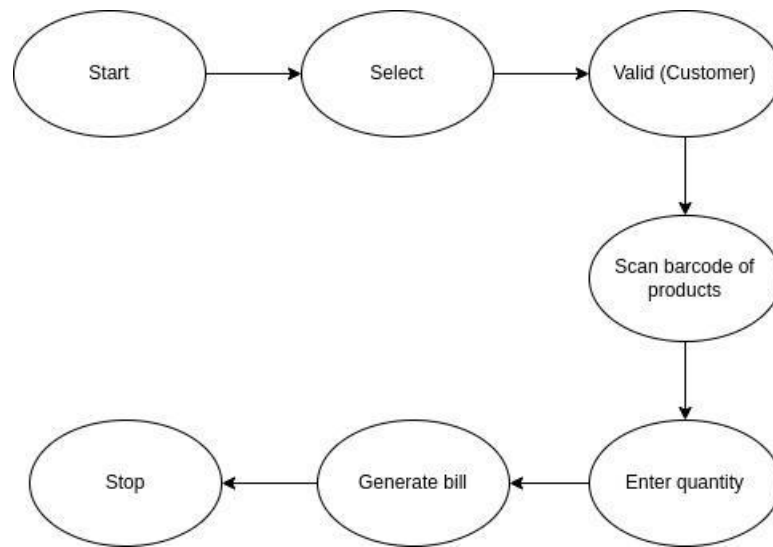 Start
Select
Valid (Customer)
Scan barcode of
products
Enter quantity
Generate bill
Stop